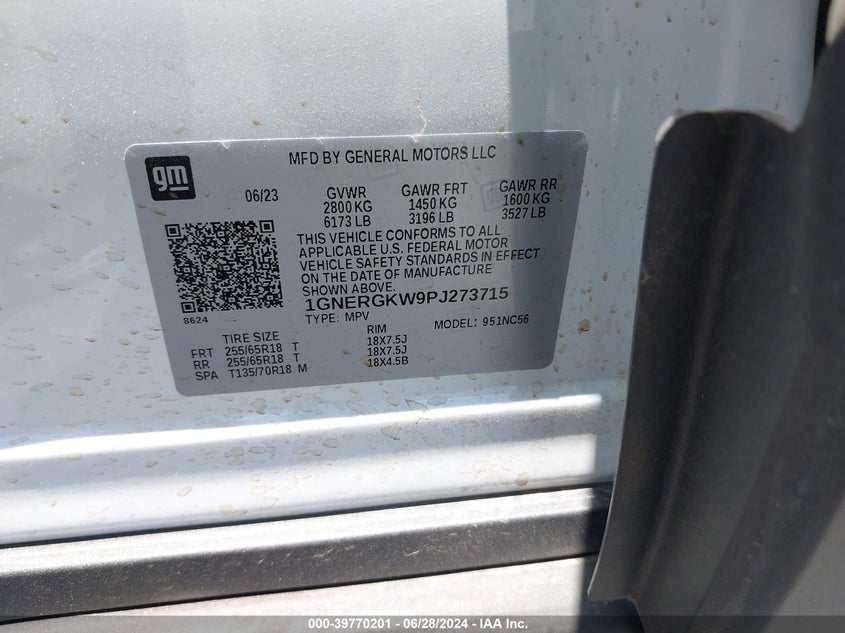 gm
MFD BY GENERAL MOTORS LLC
06/23
GVWR GAWR FRT GAWR RR
2800 KG 1450 KG 1600 KG
6173 LB 3196 LB 3527 LB
THIS VEHICLE CONFORMS TO ALL
APPLICABLE U.S. FEDERAL MOTOR
VEHICLE SAFETY STANDARDS IN EFFECT
ON THE DATE OF MANUFACTURE
SHOWN ABOVE.
1GNERGKW9PJ273715
8624
TYPE: MPV MODEL: 951NC56
TIRE SIZE RIM
FRT 255/65R18 T 18X7.5J
RR 255/65R18 T 18X7.5J
SPA T135/70R18 M 18X4.5B
000-39770201 - 06/28/2024 - IAA Inc.